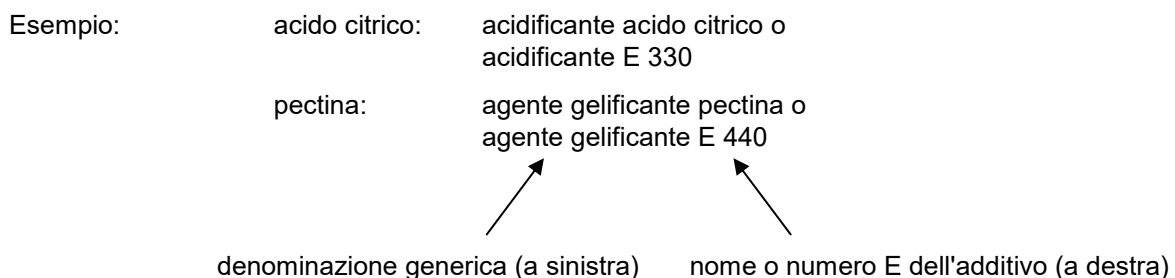 Esempio: acido citrico: acidificante acido citrico o
acidificante E 330
pectina: agente gelificante pectina o
agente gelificante E 440
denominazione generica (a sinistra) nome o numero E dell'additivo (a destra)